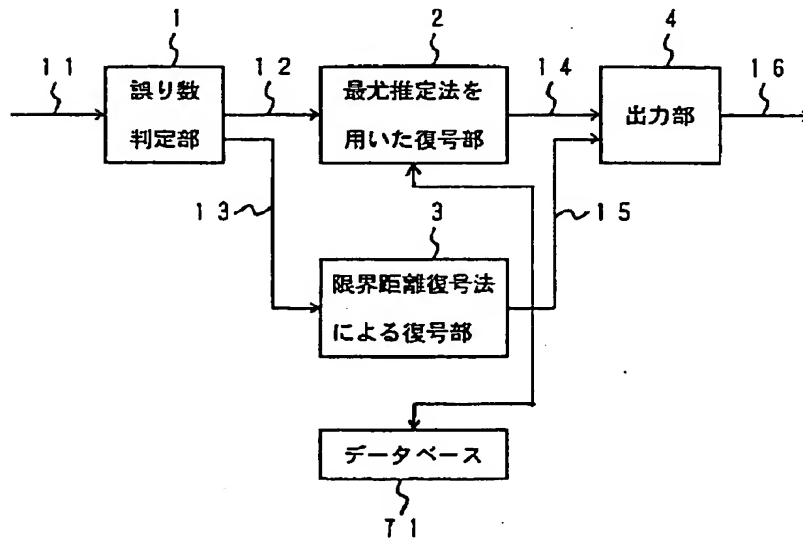 1
2
4
11
12
14
16
誤り数
判定部
最尤推定法を
用いた復号部
出力部
13
3
15
限界距離復号法
による復号部
データベース
71